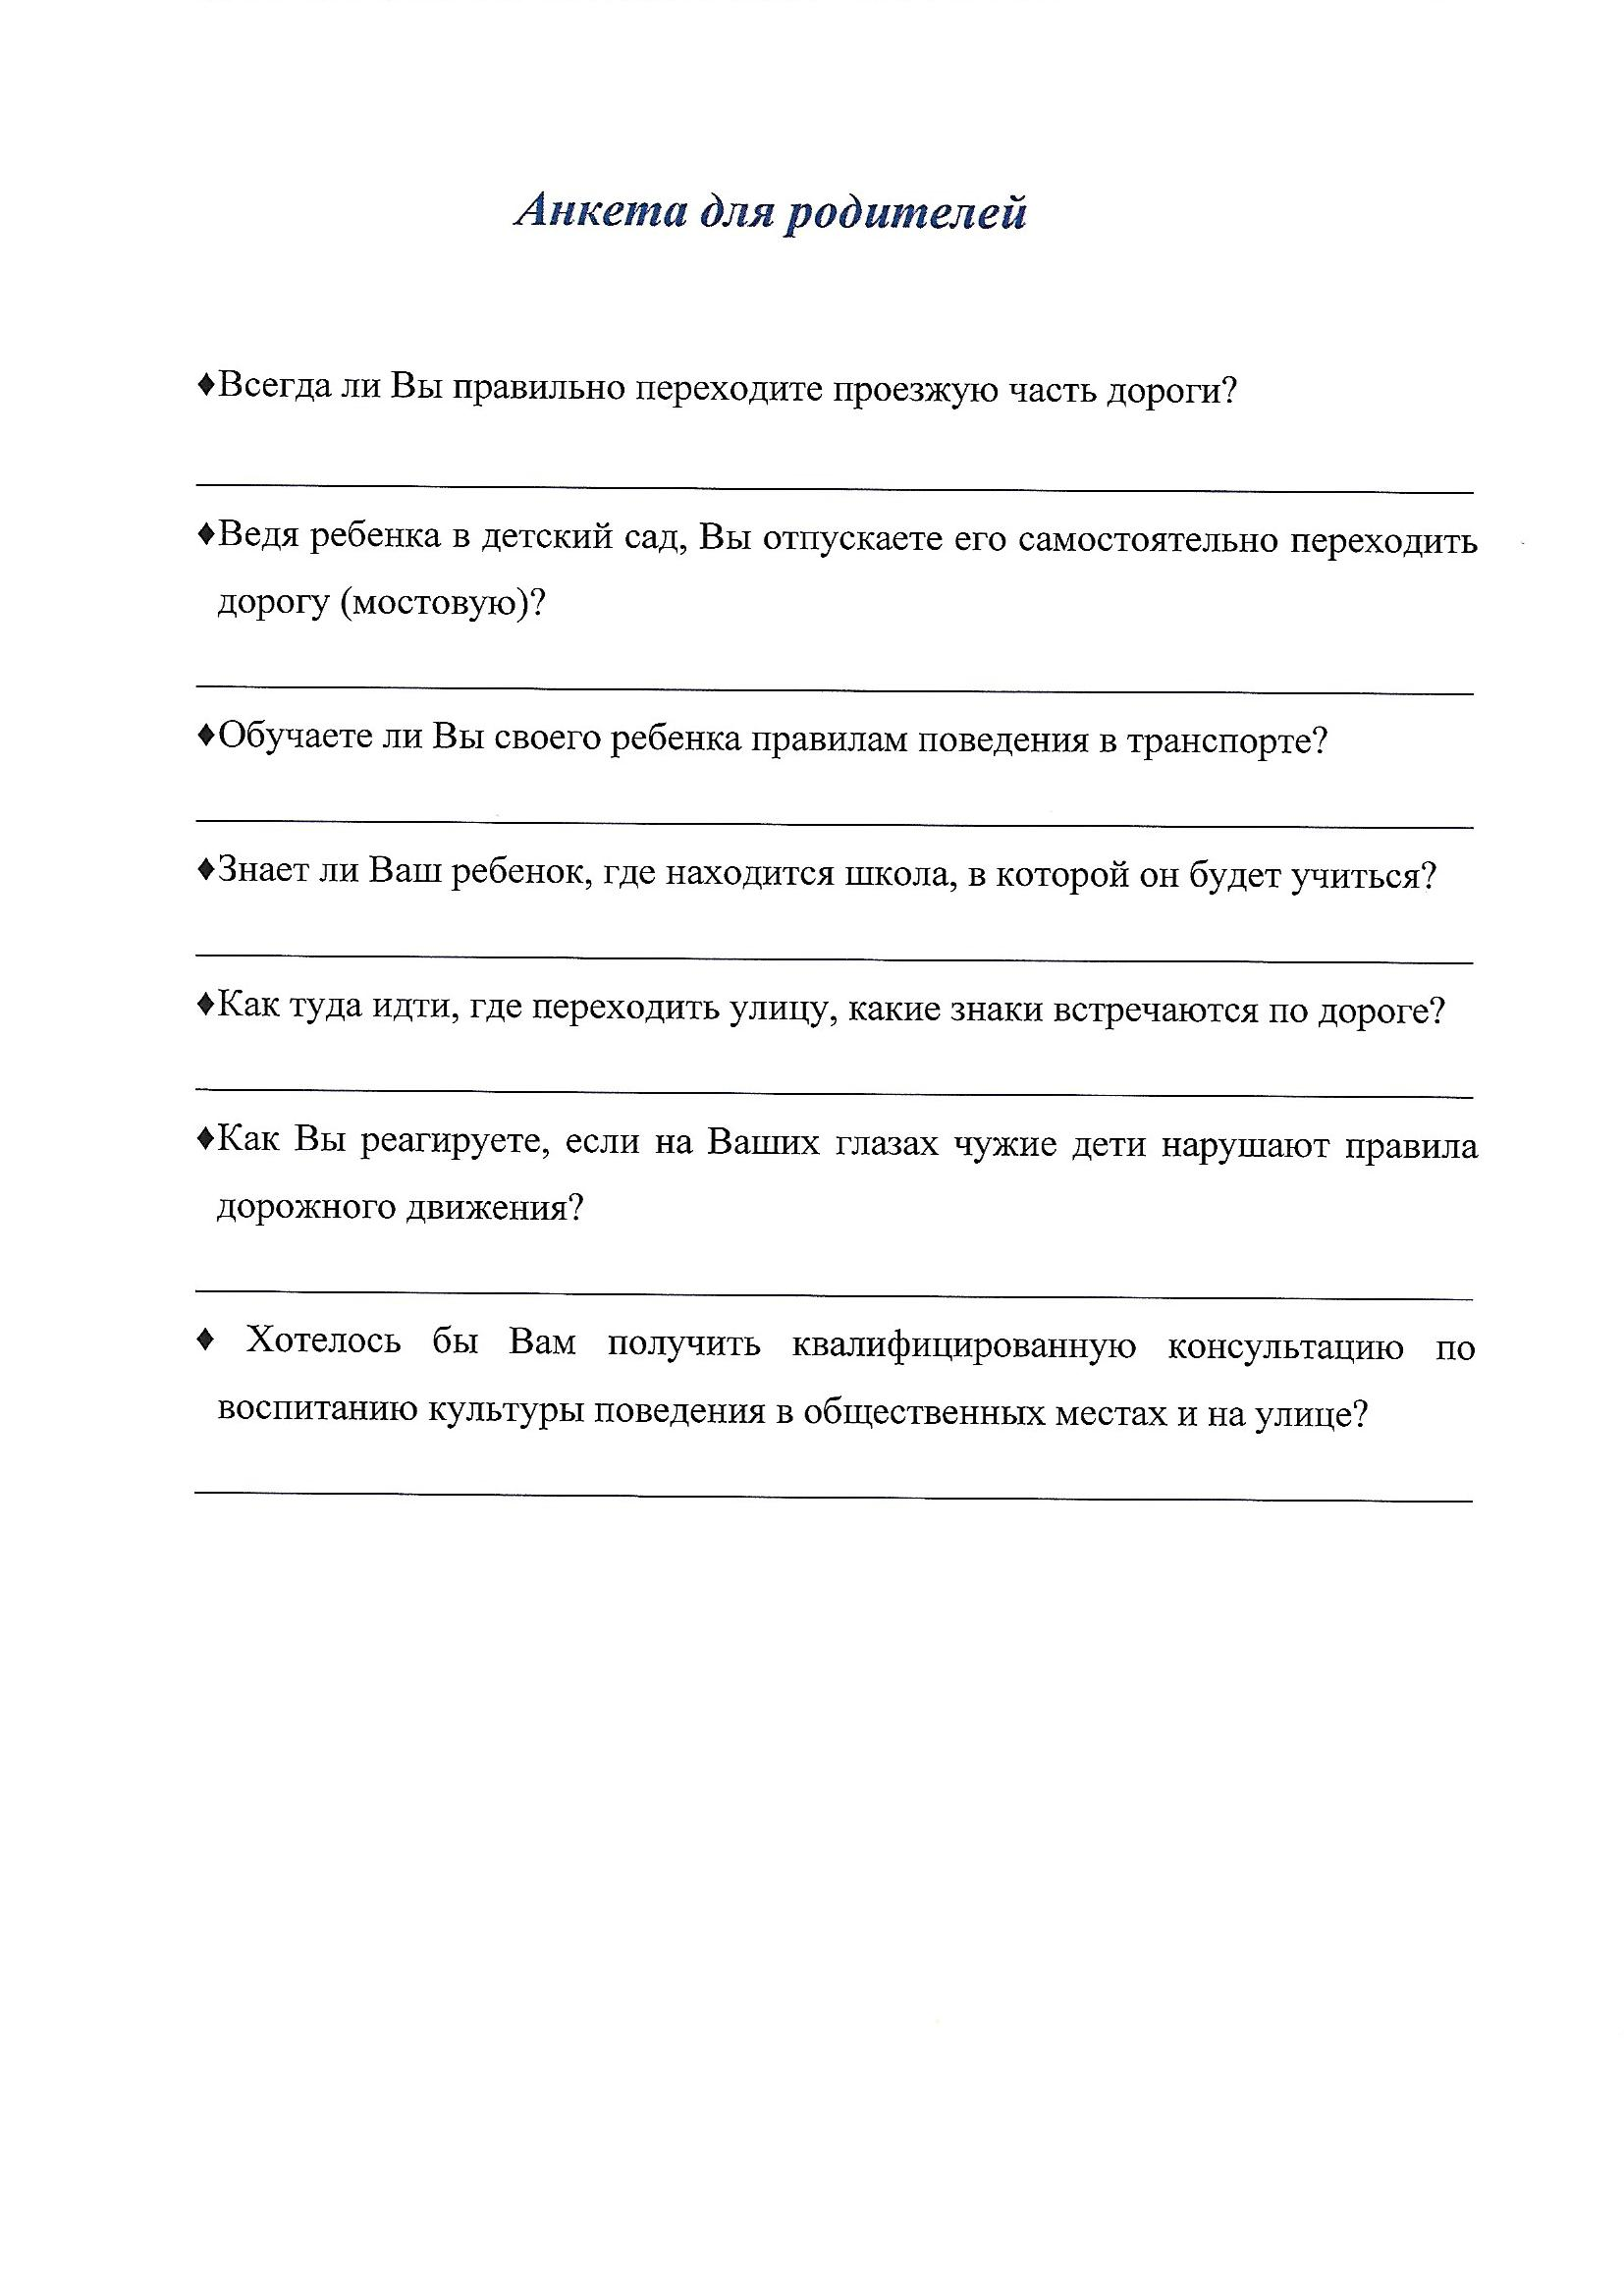 Анкета для родителей
♦Всегда ли Вы правильно переходите проезжую часть дороги?
♦Ведя ребенка в детский сад, Вы отпускаете его самостоятельно переходить
дорогу (мостовую)?
♦Обучаете ли Вы своего ребенка правилам поведения в транспорте?
♦Знает ли Ваш ребенок, где находится школа, в которой он будет учиться?
♦Как туда идти, где переходить улицу, какие знаки встречаются по дороге?
♦Как Вы реагируете, если на Ваших глазах чужие дети нарушают правила
дорожного движения?
♦ Хотелось бы Вам получить квалифицированную консультацию по
воспитанию культуры поведения в общественных местах и на улице?